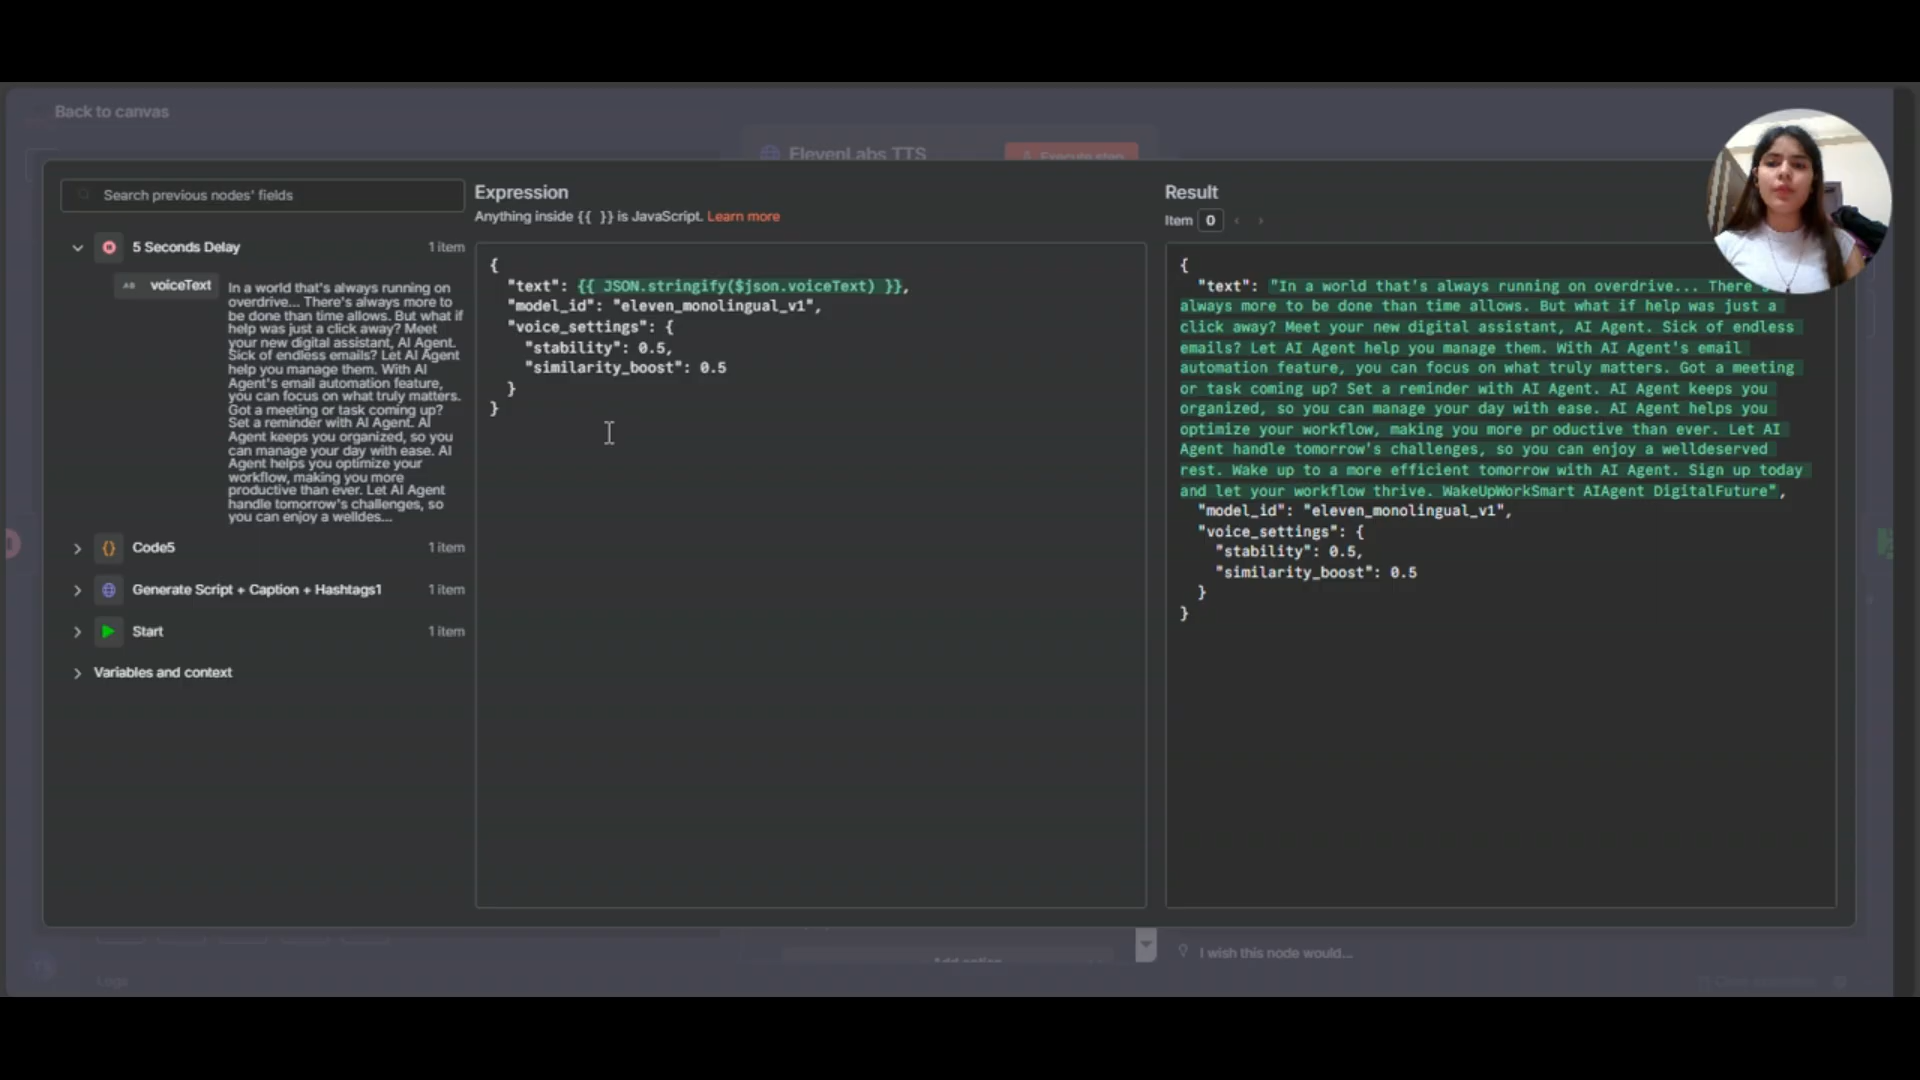 Back to canvas
ElevenLabs TTS
Execute step
Search previous nodes' fields
5 Seconds Delay
1 item
voiceText
In a world that's always running on
overdrive... There's always more to
be done than time allows. But what if
help was just a click away? Meet
your new digital assistant, AI Agent.
Sick of endless emails? Let AI Agent
help you manage them. With AI
Agent's email automation feature,
you can focus on what truly matters.
Got a meeting or task coming up?
Set a reminder with AI Agent. AI
Agent keeps you organized, so you
can manage your day with ease. AI
Agent helps you optimize your
workflow, making you more
productive than ever. Let AI Agent
handle tomorrow's challenges, so
you can enjoy a welldes...
Code5
1 item
Generate Script + Caption + Hashtags1
1 item
Start
1 item
Variables and context
Expression
Anything inside {{ }} is JavaScript. Learn more
{
"text": {{ JSON.stringify($json.voiceText) }},
"model_id": "eleven_monolingual_v1",
"voice_settings": {
"stability": 0.5,
"similarity_boost": 0.5
}
}
Result
Item 0
{
"text": "In a world that's always running on overdrive... There
always more to be done than time allows. But what if help was just a
click away? Meet your new digital assistant, AI Agent. Sick of endless
emails? Let AI Agent help you manage them. With AI Agent's email
automation feature, you can focus on what truly matters. Got a meeting
or task coming up? Set a reminder with AI Agent. AI Agent keeps you
organized, so you can manage your day with ease. AI Agent helps you
optimize your workflow, making you more productive than ever. Let AI
Agent handle tomorrow's challenges, so you can enjoy a welldeserved
rest. Wake up to a more efficient tomorrow with AI Agent. Sign up today
and let your workflow thrive. WakeUpWorkSmart AIAgent DigitalFuture",
"model_id": "eleven_monolingual_v1",
"voice_settings": {
"stability": 0.5,
"similarity_boost": 0.5
}
}
Add option
I wish this node would...
Logs